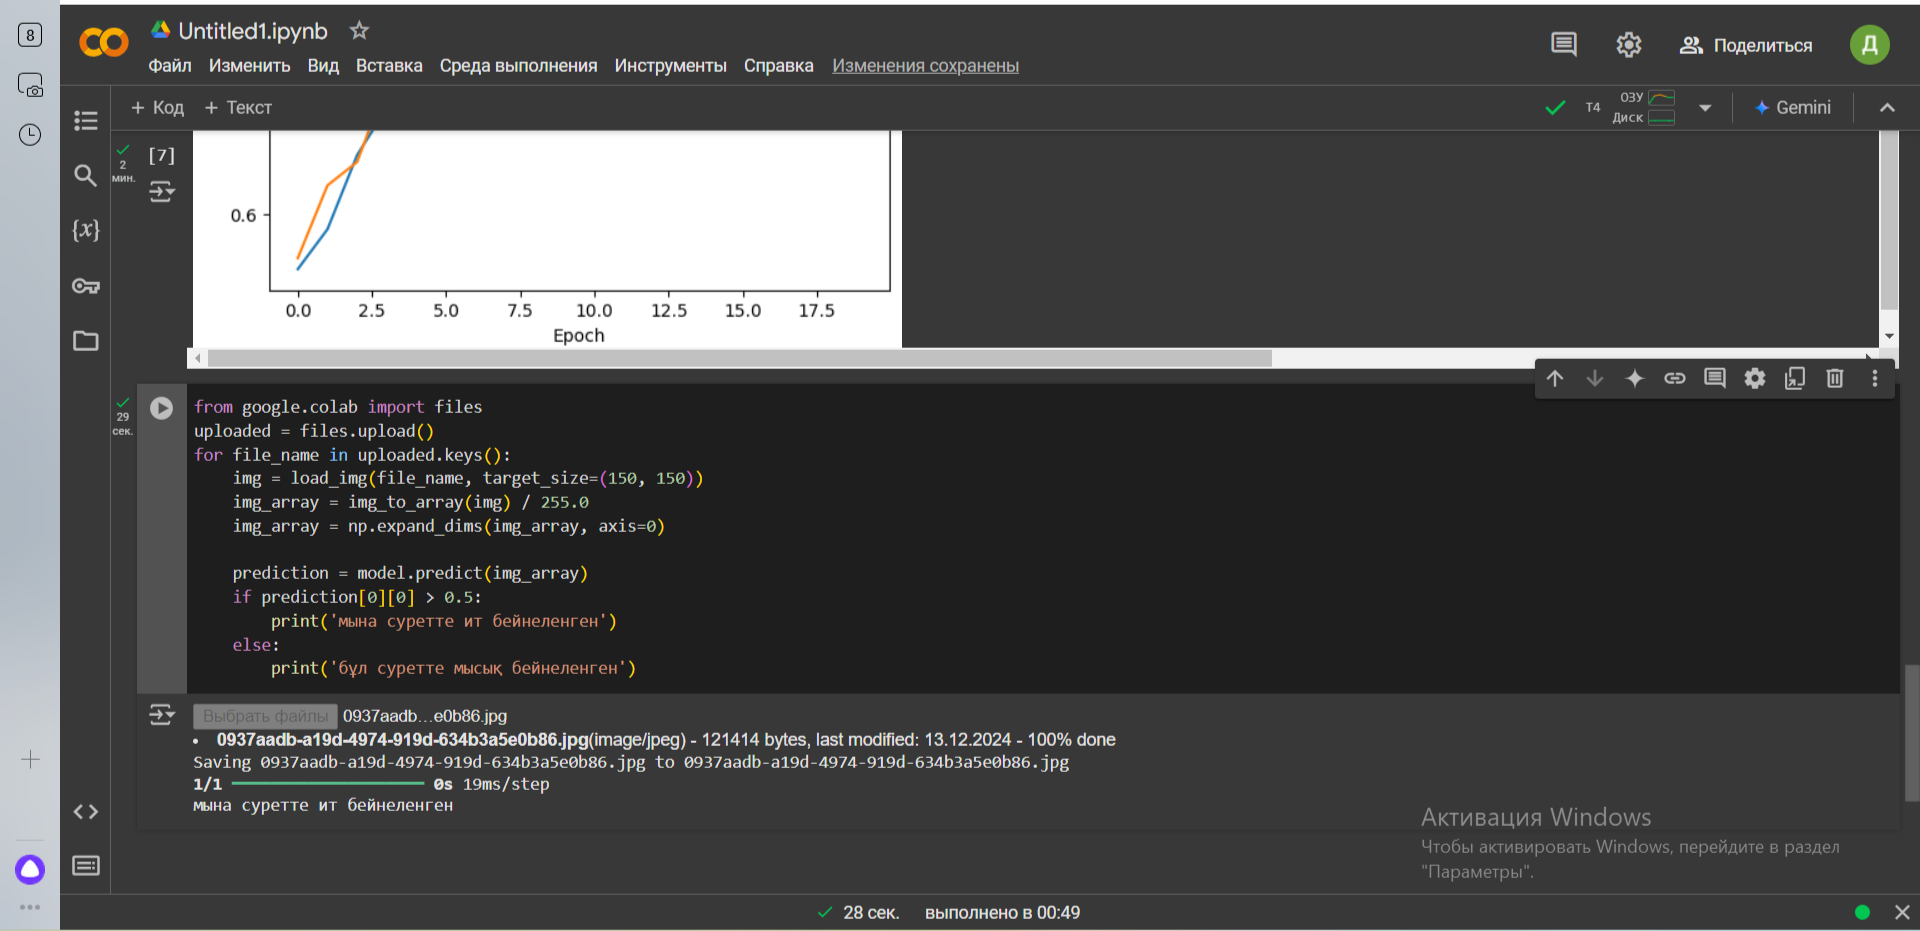 8
Untitled1.ipynb
Файл Изменить Вид Вставка Среда выполнения Инструменты Справка Изменения сохранены
Поделиться
Д
+ Код + Текст
T4
ОЗУ
Диск
Gemini
2
мин.
[7]
{x}
0.6
0.0 2.5 5.0 7.5 10.0 12.5 15.0 17.5
Epoch
29
сек.
from google.colab import files
uploaded = files.upload()
for file_name in uploaded.keys():
    img = load_img(file_name, target_size=(150, 150))
    img_array = img_to_array(img) / 255.0
    img_array = np.expand_dims(img_array, axis=0)
    prediction = model.predict(img_array)
    if prediction[0][0] > 0.5:
        print('мына суретте ит бейнеленген')
    else:
        print('бұл суретте мысық бейнеленген')
Выбрать файлы 0937aadb...e0b86.jpg
• 0937aadb-a19d-4974-919d-634b3a5e0b86.jpg(image/jpeg) - 121414 bytes, last modified: 13.12.2024 - 100% done
Saving 0937aadb-a19d-4974-919d-634b3a5e0b86.jpg to 0937aadb-a19d-4974-919d-634b3a5e0b86.jpg
1/1 0s 19ms/step
мына суретте ит бейнеленген
Активация Windows
Чтобы активировать Windows, перейдите в раздел
"Параметры".
28 сек. выполнено в 00:49